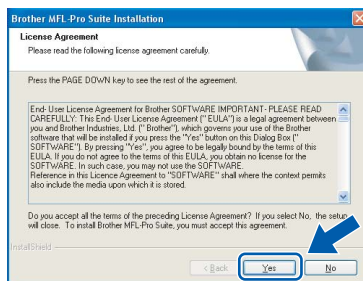 Brother MFL-Pro Suite Installation
License Agreement
Please read the following license agreement carefully.
Press the PAGE DOWN key to see the rest of the agreement.
End- User License Agreement for Brother SOFTWARE IMPORTANT- PLEASE READ
CAREFULLY: This End- User License Agreement (" EULA") is a legal agreement between
you and Brother Industries, Ltd. (" Brother"), which governs your use of the Brother
software that will be installed if you press the "Yes" button on this Dialog Box ("
SOFTWARE"). By pressing "Yes", you agree to be legally bound by the terms of this
EULA. If you do not agree to the terms of this EULA, you obtain no license for the
SOFTWARE. In such case, you may not use the SOFTWARE.
Reference in this Licence Agreement to "SOFTWARE" shall where the context permits
also include the media upon which it is stored.
Do you accept all the terms of the preceding License Agreement? If you select No, the setup
will close. To install Brother MFL-Pro Suite, you must accept this agreement.
InstallShield
< Back
Yes
No